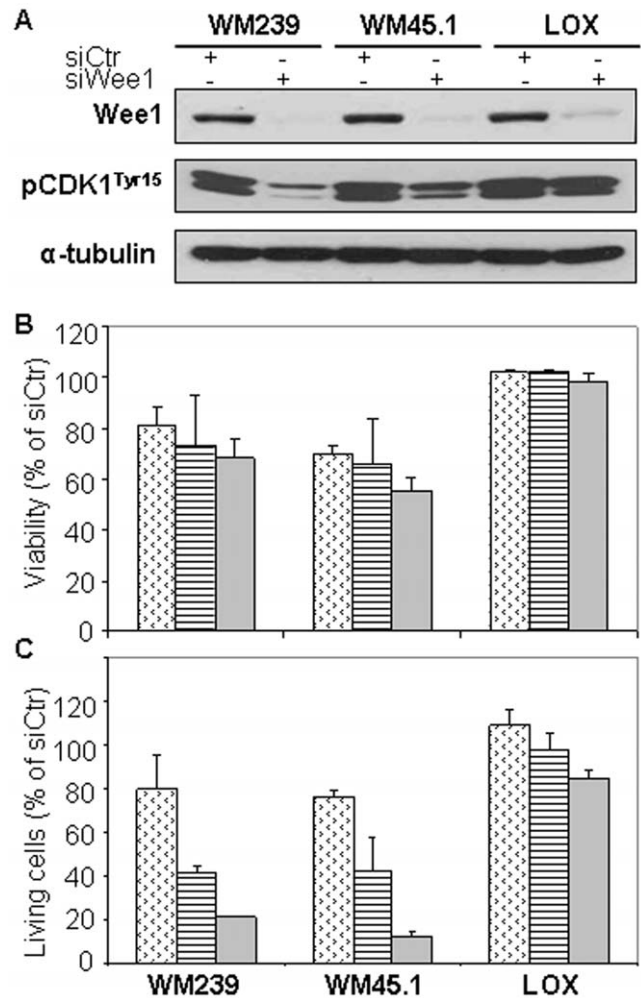 A
WM239 WM45.1 LOX
siCtr + - + - + -
siWee1 - + - + - +
Wee1
pCDK1Tyr15
α-tubulin
B
Viability (% of siCtr)
120
100
80
60
40
20
0
C
Living cells (% of siCtr)
120
100
80
60
40
20
0
WM239 WM45.1 LOX